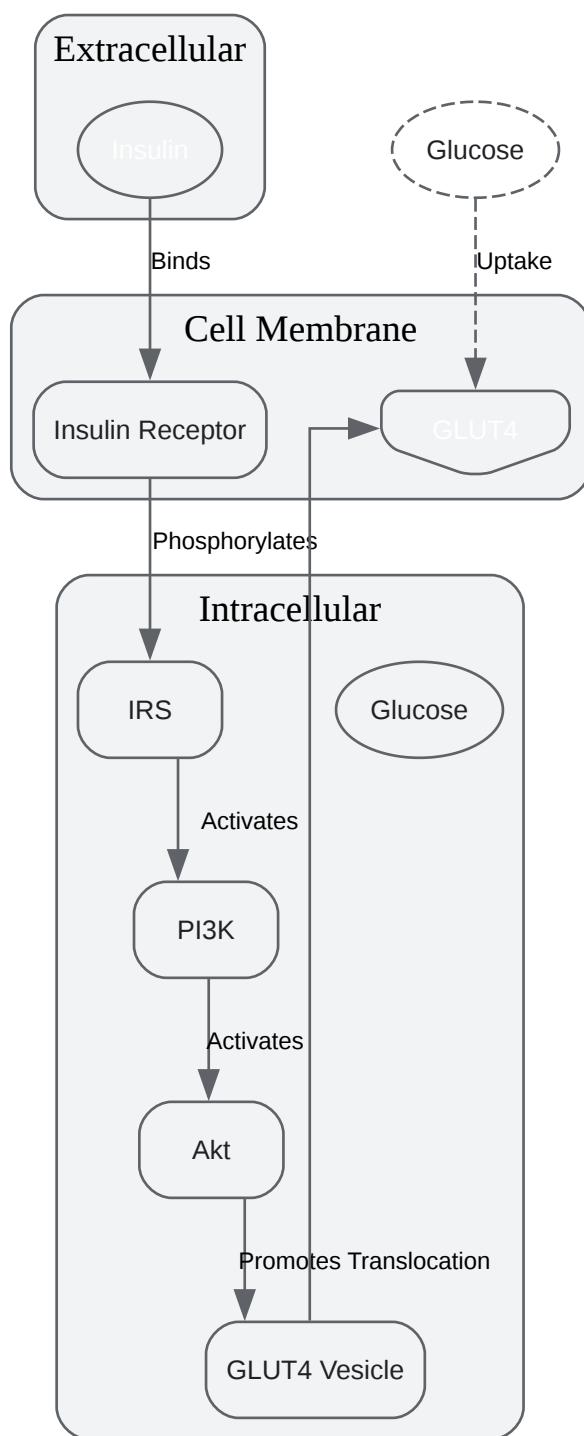 Extracellular
Insulin
Glucose
Binds
Uptake
Cell Membrane
Insulin Receptor
GLUT4
Phosphorylates
Intracellular
IRS
Glucose
Activates
PI3K
Activates
Akt
Promotes Translocation
GLUT4 Vesicle